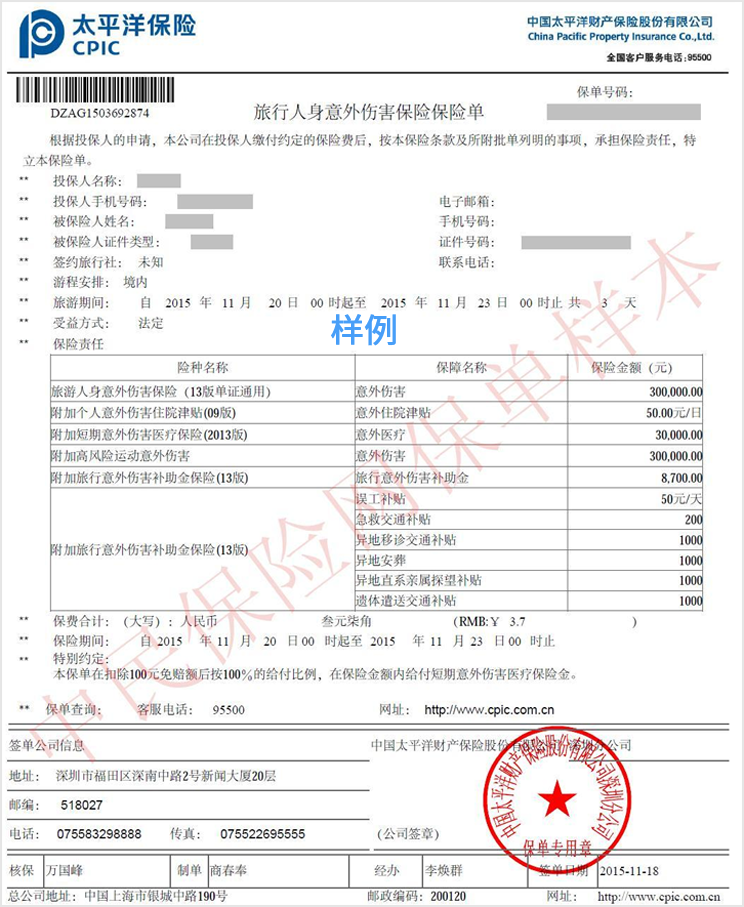 太平洋保险
CPIC
中国太平洋财产保险股份有限公司
China Pacific Property Insurance Co.,Ltd.
全国客户服务电话:95500
DZAG1503692874
旅行人身意外伤害保险保险单
保单号码:
根据投保人的申请，本公司在投保人缴付约定的保险费后，按本保险条款及所附批单列明的事项，承担保险责任，特
立本保险单。
** 投保人名称:
** 投保人手机号码: 电子邮箱:
** 被保险人姓名: 手机号码:
** 被保险人证件类型: 证件号码:
** 签约旅行社: 未知 联系电话:
** 游程安排: 境内
** 旅游期间: 自 2015 年 11 月 20 日 00 时起至 2015 年 11 月 23 日 00 时止 共 3 天
** 受益方式: 法定
样例
** 保险责任
险种名称 保障名称 保险金额（元）
旅游人身意外伤害保险（13版单证通用） 意外伤害 300,000.00
附加个人意外伤害住院津贴(09版) 意外住院津贴 50.00元/日
附加短期意外伤害医疗保险(2013版) 意外医疗 30,000.00
附加高风险运动意外伤害 意外伤害 300,000.00
附加旅行意外伤害补助金保险(13版) 旅行意外伤害补助金 8,700.00
附加旅行意外伤害补助金保险(13版) 误工补贴 50元/天
急救交通补贴 200
异地移诊交通补贴 1000
异地安葬 1000
异地直系亲属探望补贴 1000
遗体遣送交通补贴 1000
** 保费合计: （大写）: 人民币 叁元柒角 (RMB:¥ 3.7 )
** 保险期间: 自 2015 年 11 月 20 日 00 时起至 2015 年 11 月 23 日 00 时止
** 特别约定:
本保单在扣除100元免赔额后按100%的给付比例，在保险金额内给付短期意外伤害医疗保险金。
** 保单查询: 客服电话: 95500 网址: http://www.cpic.com.cn
签单公司信息 中国太平洋财产保险股份有限公司 深圳分公司
地址: 深圳市福田区深南中路2号新闻大厦20层
邮编: 518027
电话: 075583298888 传真: 075522695555 （公司签章）
中国太平洋财产保险股份有限公司深圳分公司
保单专用章
核保 万国峰 制单 商春奉 经办 李焕群 签单日期 2015-11-18
总公司地址: 中国上海市银城中路190号 邮政编码: 200120 网址: http://www.cpic.com.cn
中民保险网保单样本